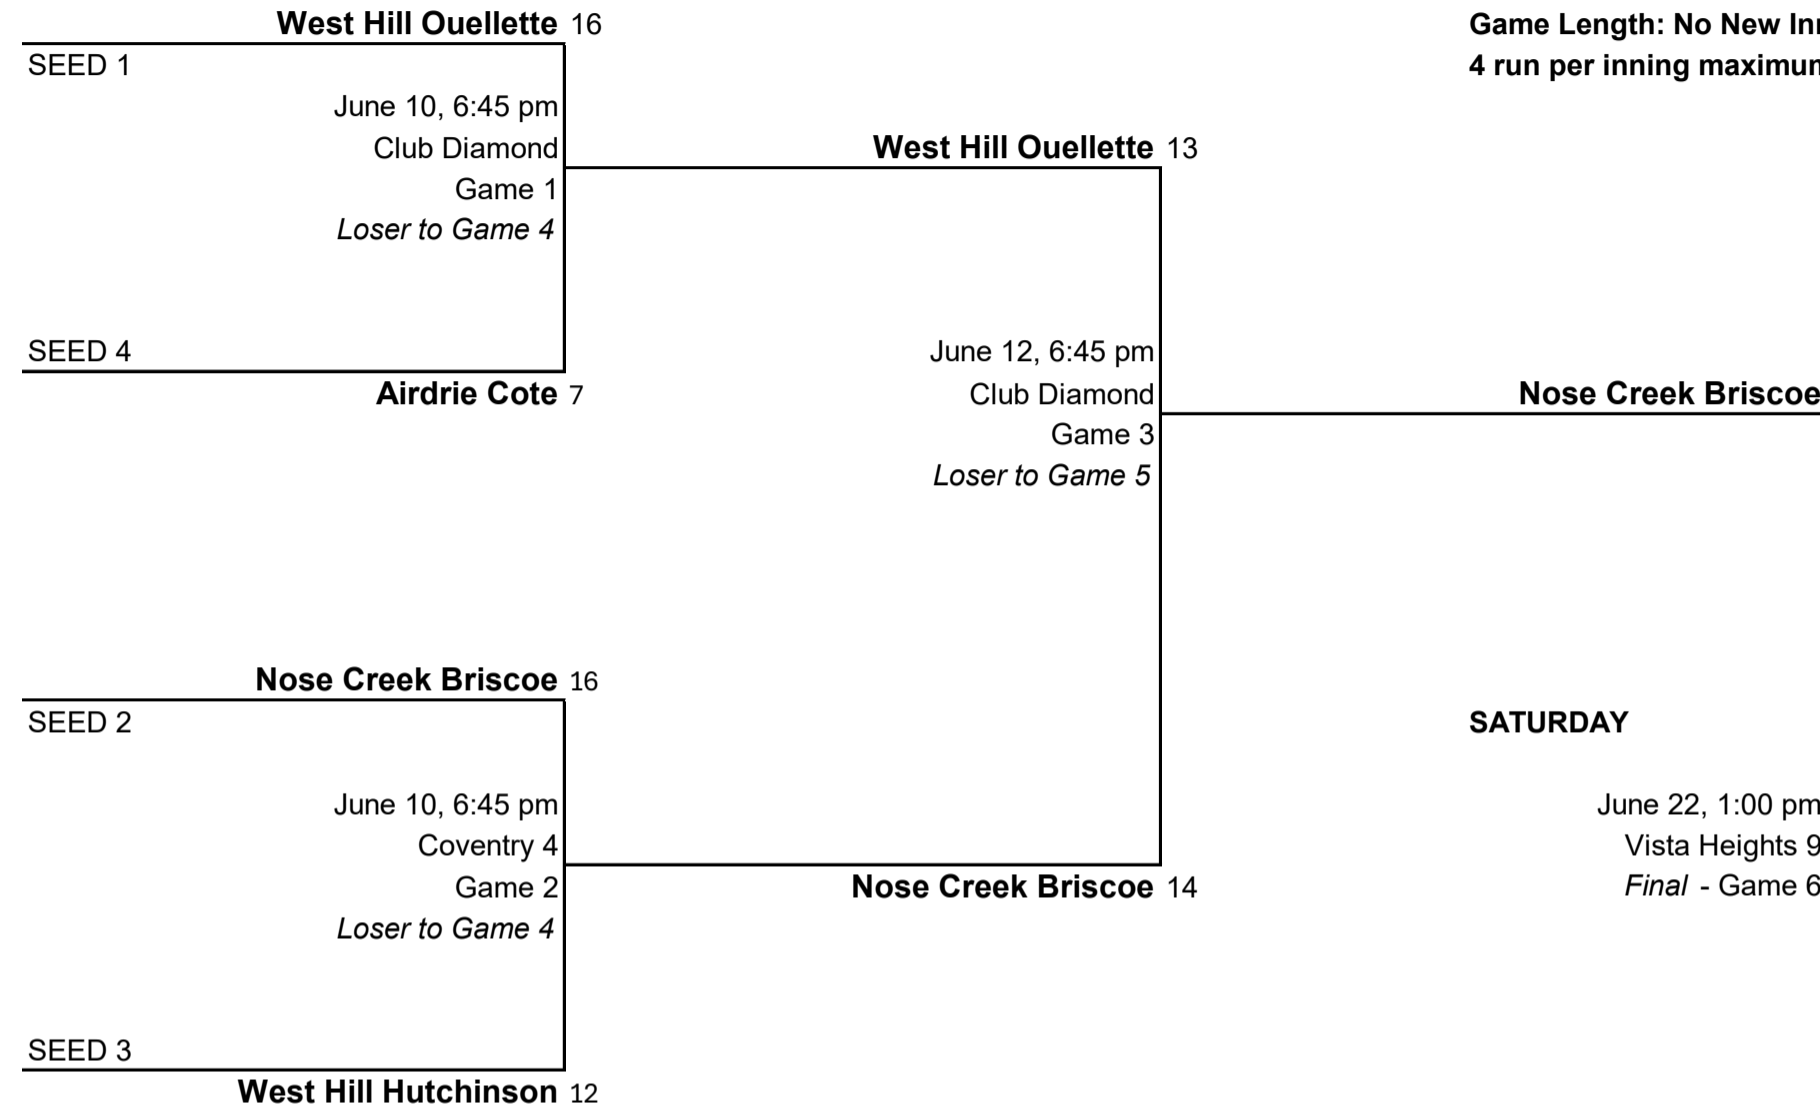 West Hill Ouellette 16
Game Length: No New
SEED 1
4 run per inning
June 10, 6:45 pm
Club Diamond
West Hill Ouellette 13
Game 1
Loser to Game 4
SEED 4
June 12, 6:45 pm
Airdrie Cote 7
Club Diamond
Nose Creek Briscoe
Game 3
Loser to Game 5
Nose Creek Briscoe 16
SEED 2
SATURDAY
June 10, 6:45 pm
June 22, 1:00 pm
Coventry 4
Vista Heights 9
Game 2
Nose Creek Briscoe 14
Final - Game 6
Loser to Game 4
SEED 3
West Hill Hutchinson 12